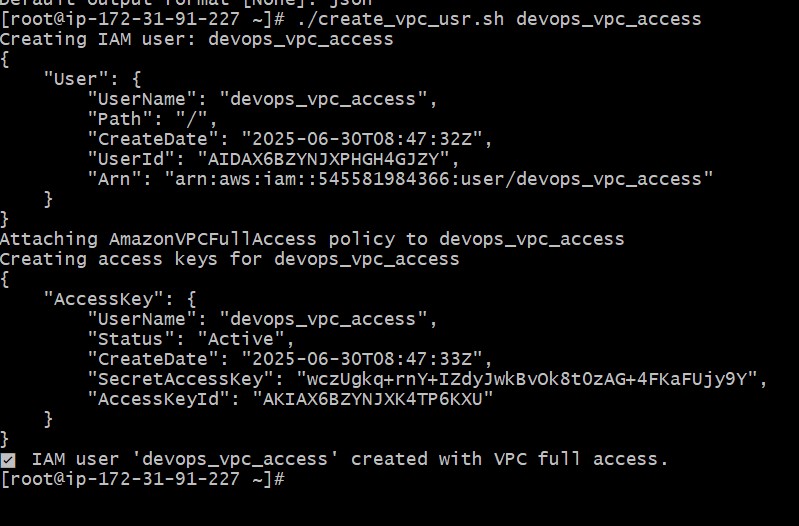 Default output format [None]: json
[root@ip-172-31-91-227 ~]# ./create_vpc_usr.sh devops_vpc_access
Creating IAM user: devops_vpc_access
{
    "User": {
        "UserName": "devops_vpc_access",
        "Path": "/",
        "CreateDate": "2025-06-30T08:47:32Z",
        "UserId": "AIDAX6BZYNJXPHGH4GJZY",
        "Arn": "arn:aws:iam::545581984366:user/devops_vpc_access"
    }
}
Attaching AmazonVPCFullAccess policy to devops_vpc_access
Creating access keys for devops_vpc_access
{
    "AccessKey": {
        "UserName": "devops_vpc_access",
        "Status": "Active",
        "CreateDate": "2025-06-30T08:47:33Z",
        "SecretAccessKey": "wczUgkq+rnY+IZdyJwkBvOk8tOzAG+4FKaFUjy9Y",
        "AccessKeyId": "AKIAX6BZYNJXK4TP6KXU"
    }
}
☑ IAM user 'devops_vpc_access' created with VPC full access.
[root@ip-172-31-91-227 ~]#